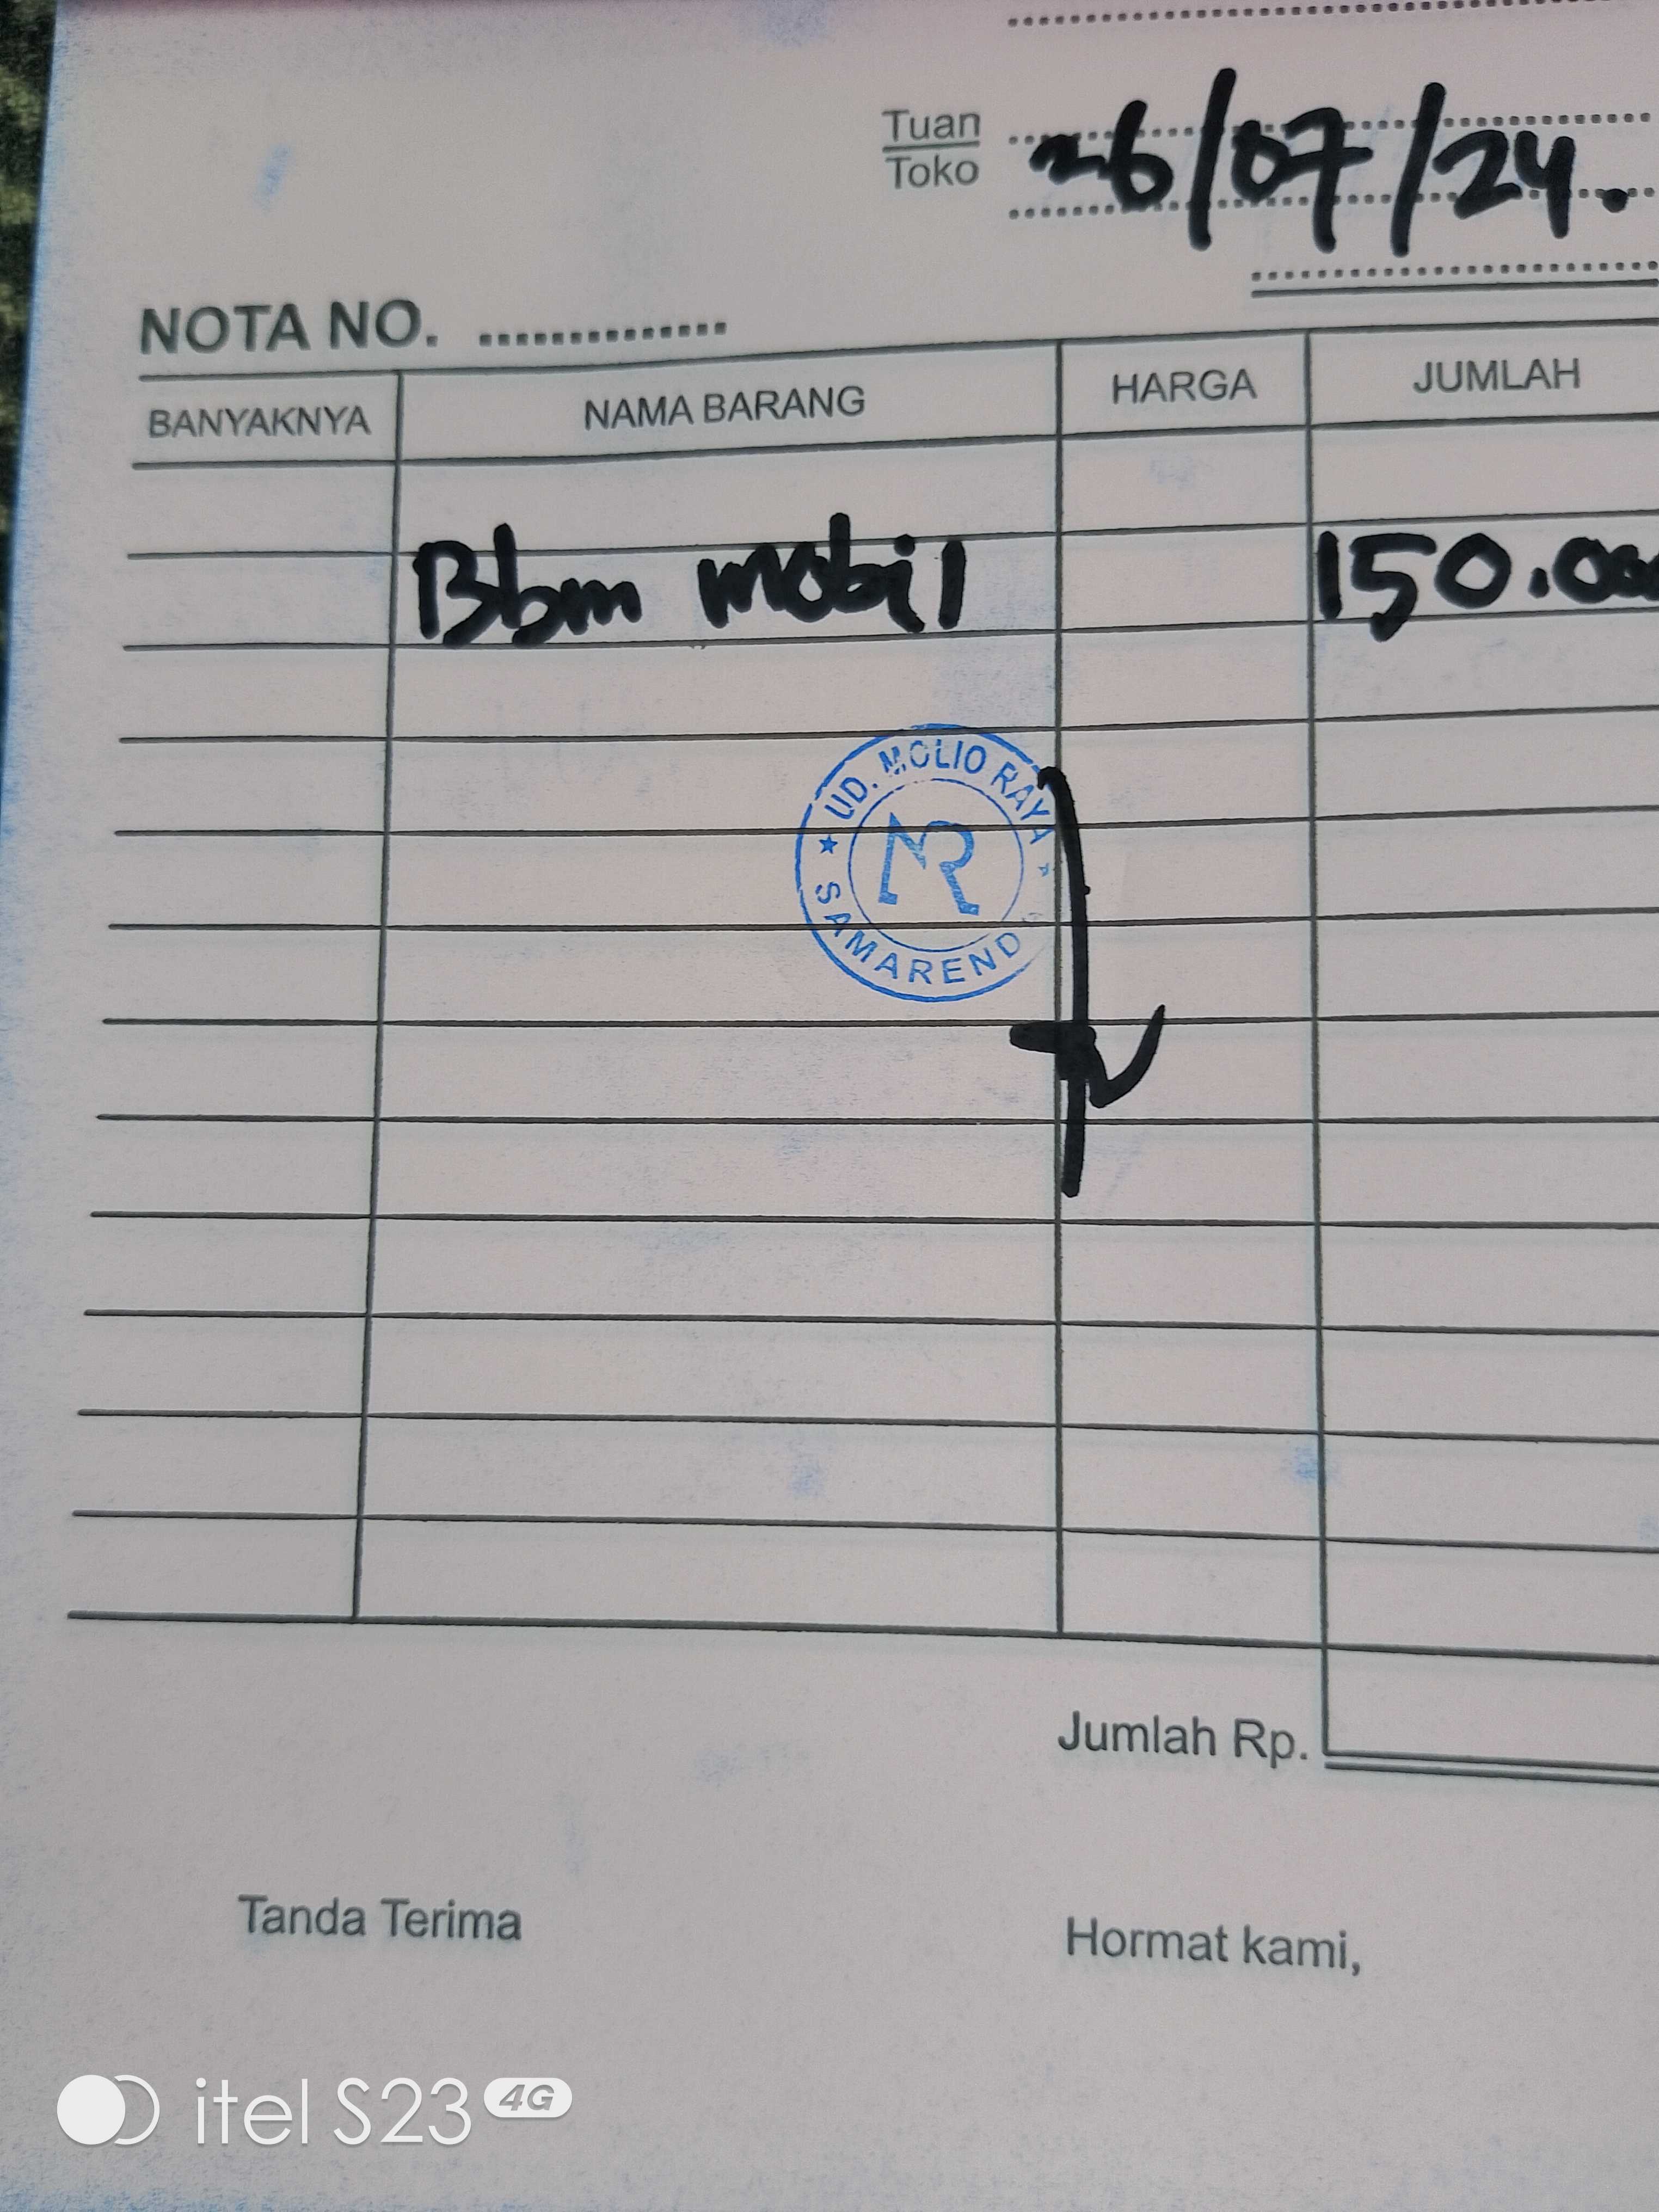 Tuan
Toko
26/07/24.
NOTA NO. ..............
BANYAKNYA NAMA BARANG HARGA JUMLAH
Bbm mobil 150.000
UD. MOLIO RAYA
MR
SAMAREND
Jumlah Rp.
Tanda Terima Hormat kami,
itel S23 4G